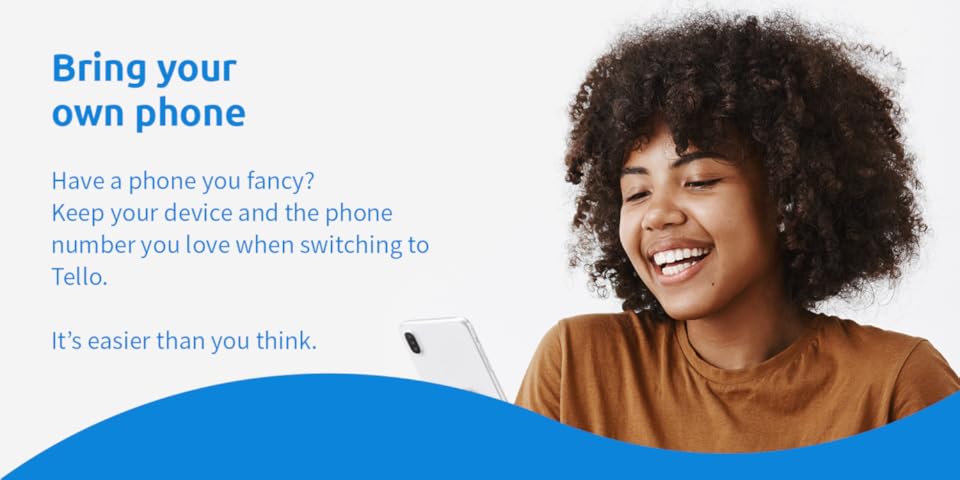 Bring your
own phone
Have a phone you fancy?
Keep your device and the phone
number you love when switching to
Tello.
It’s easier than you think.